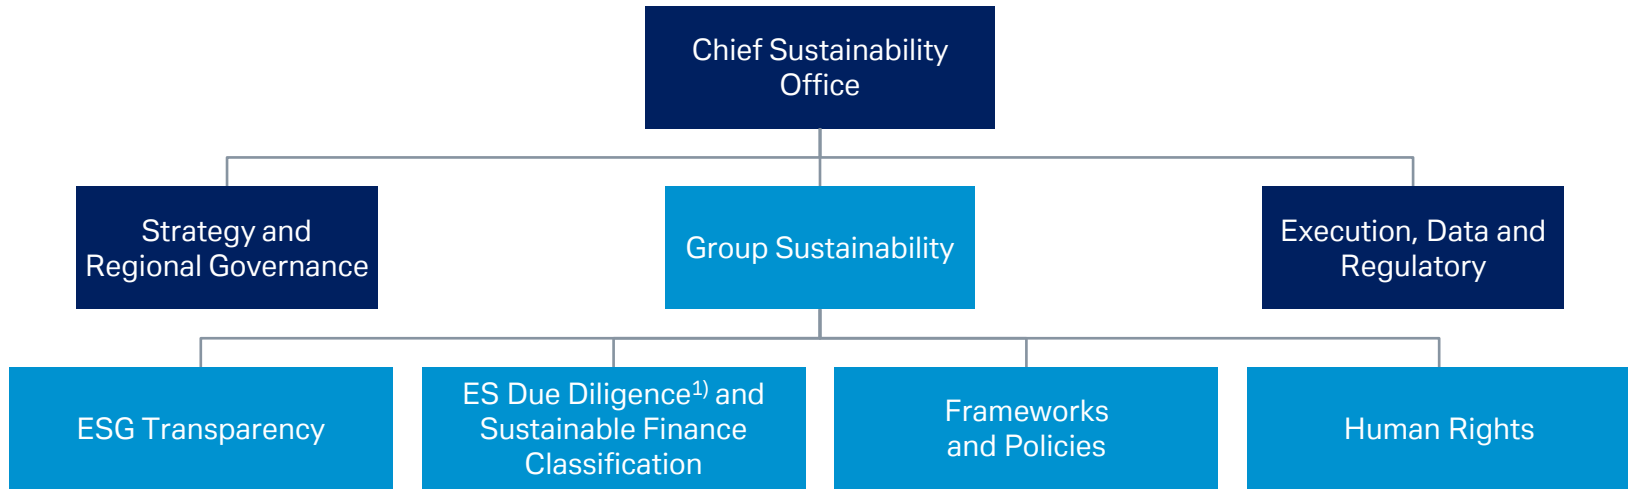 Chief Sustainability
Office
Strategy and
Regional Governance
Group Sustainability
Execution, Data and
Regulatory
ESG Transparency
ES Due Diligence1) and
Sustainable Finance
Classification
Frameworks
and Policies
Human Rights